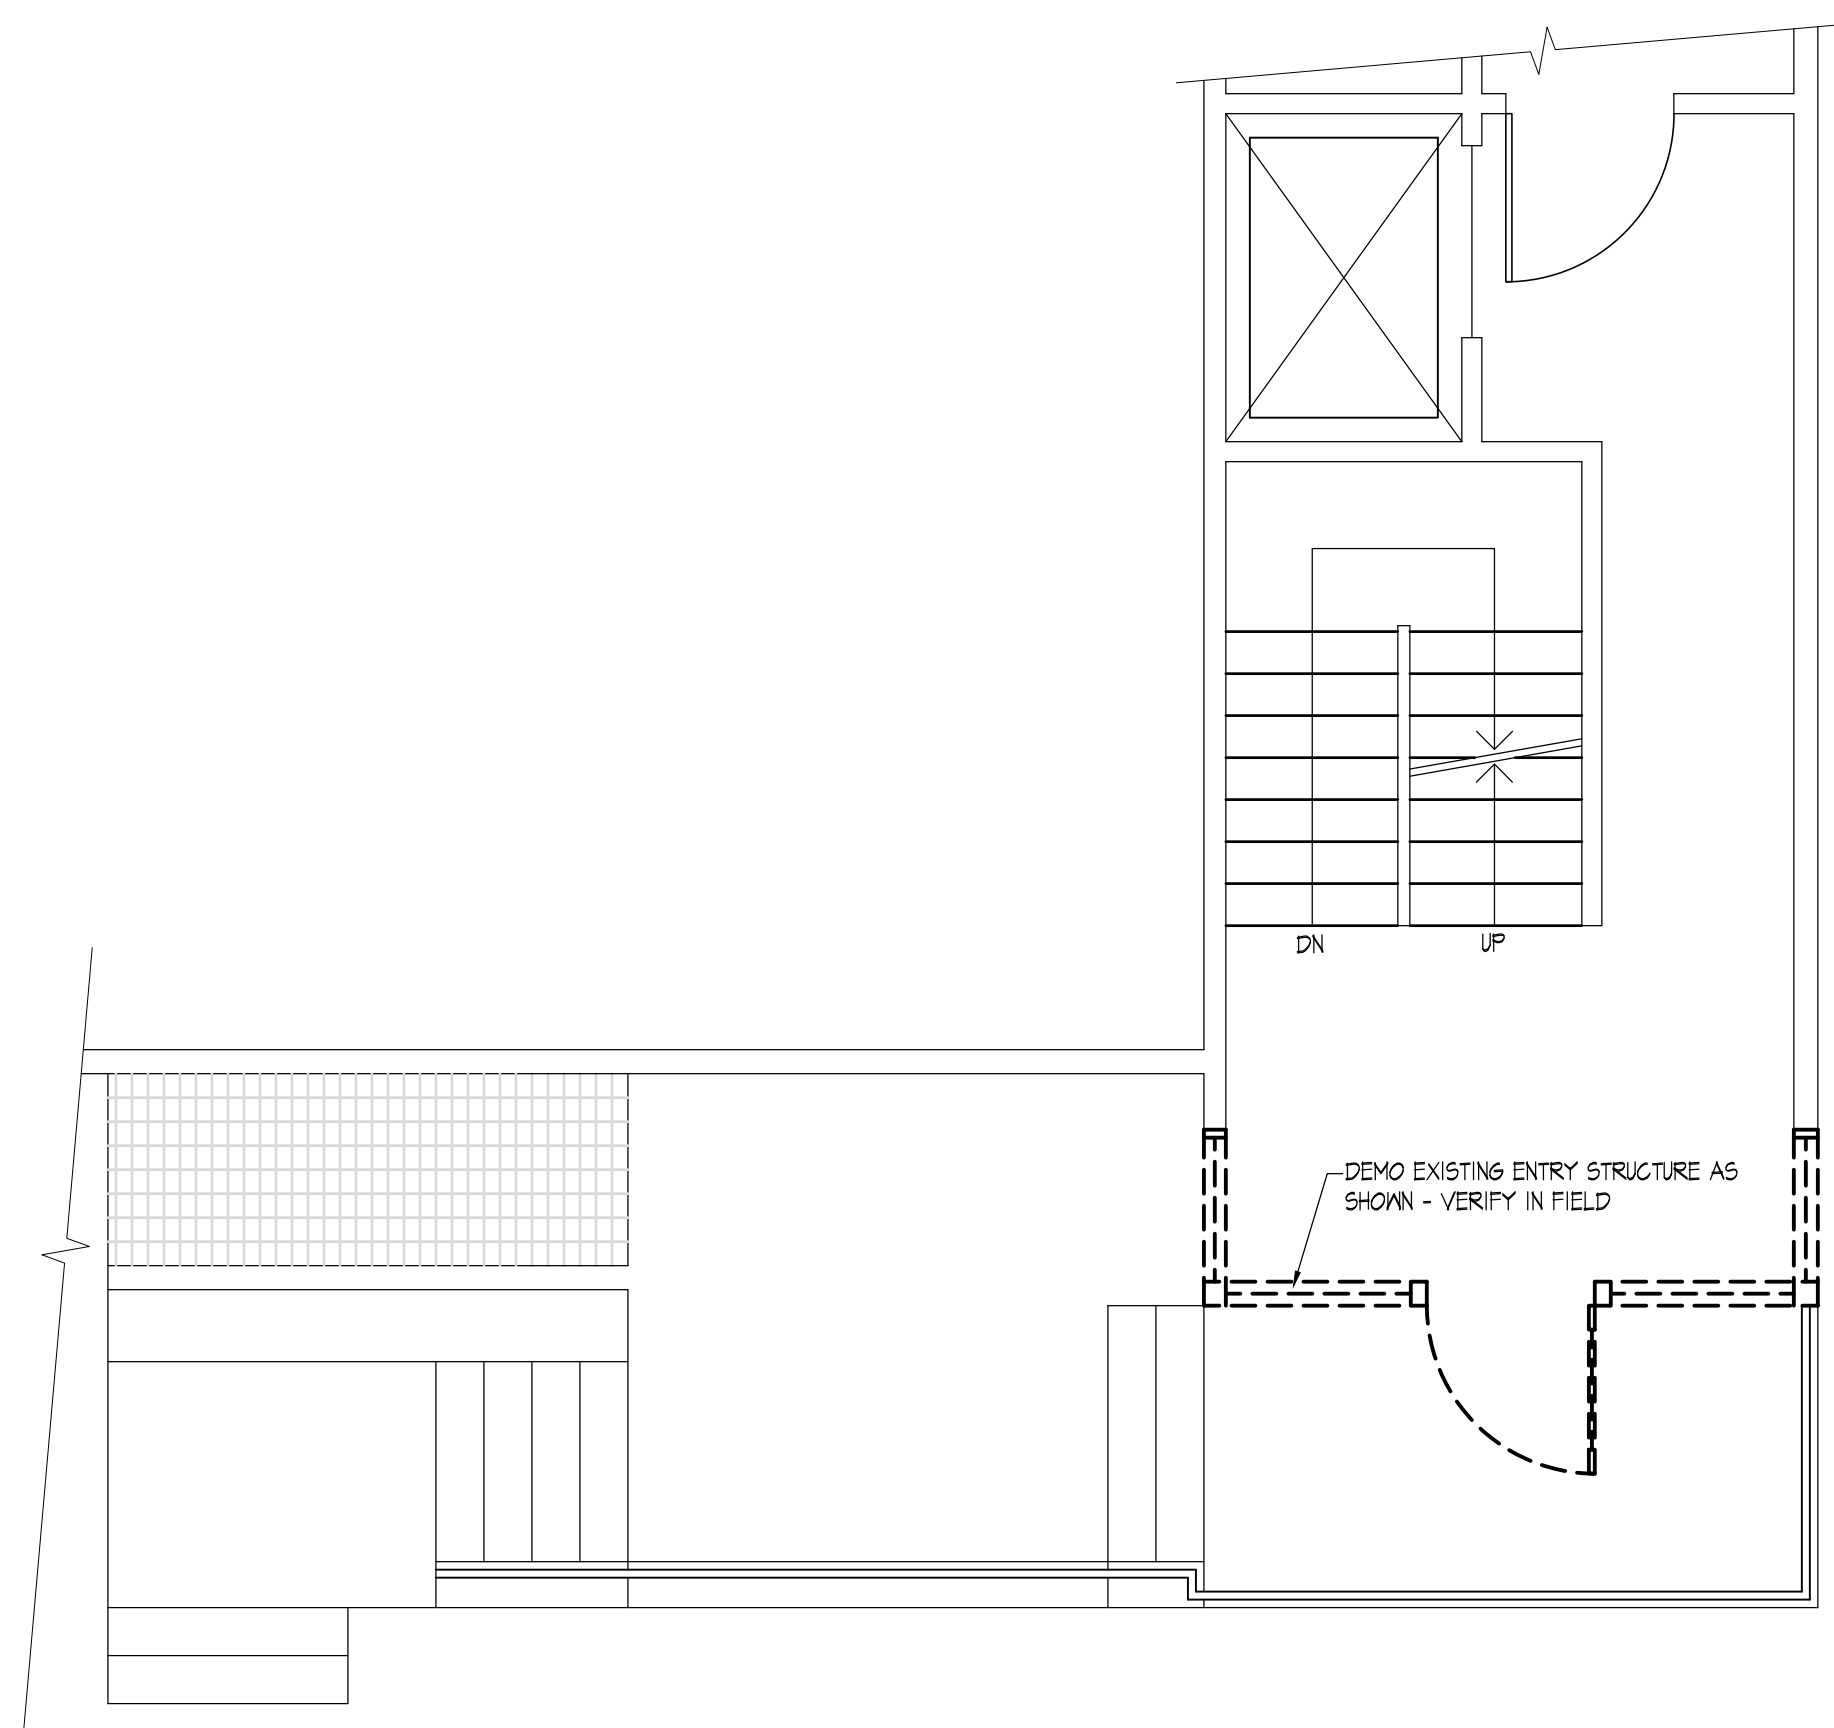 DN
UP
DEMO EXISTING ENTRY STRUCTURE AS
SHOWN - VERIFY IN FIELD